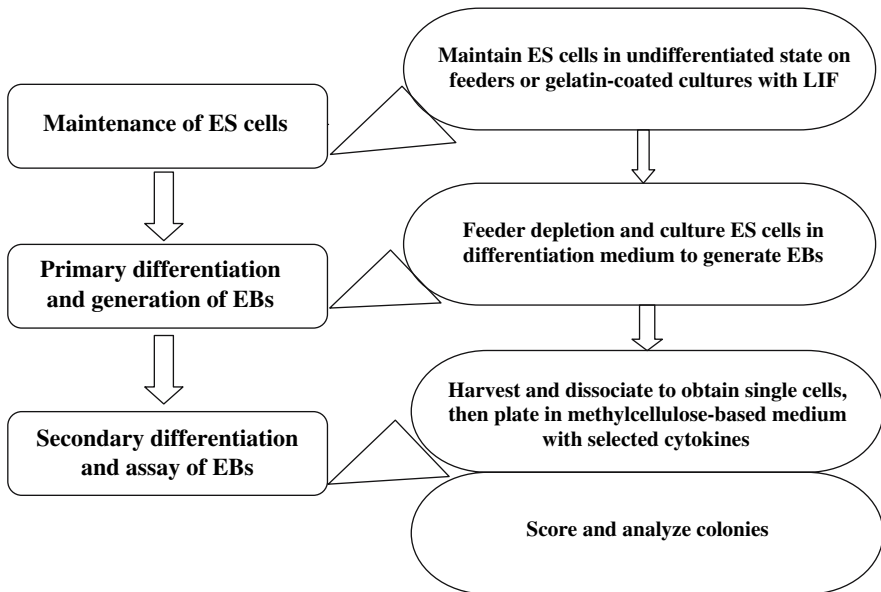 Maintenance of ES cells
Maintain ES cells in undifferentiated state on
feeders or gelatin-coated cultures with LIF
Primary differentiation
and generation of EBs
Feeder depletion and culture ES cells in
differentiation medium to generate EBs
Secondary differentiation
and assay of EBs
Harvest and dissociate to obtain single cells,
then plate in methylcellulose-based medium
with selected cytokines
Score and analyze colonies